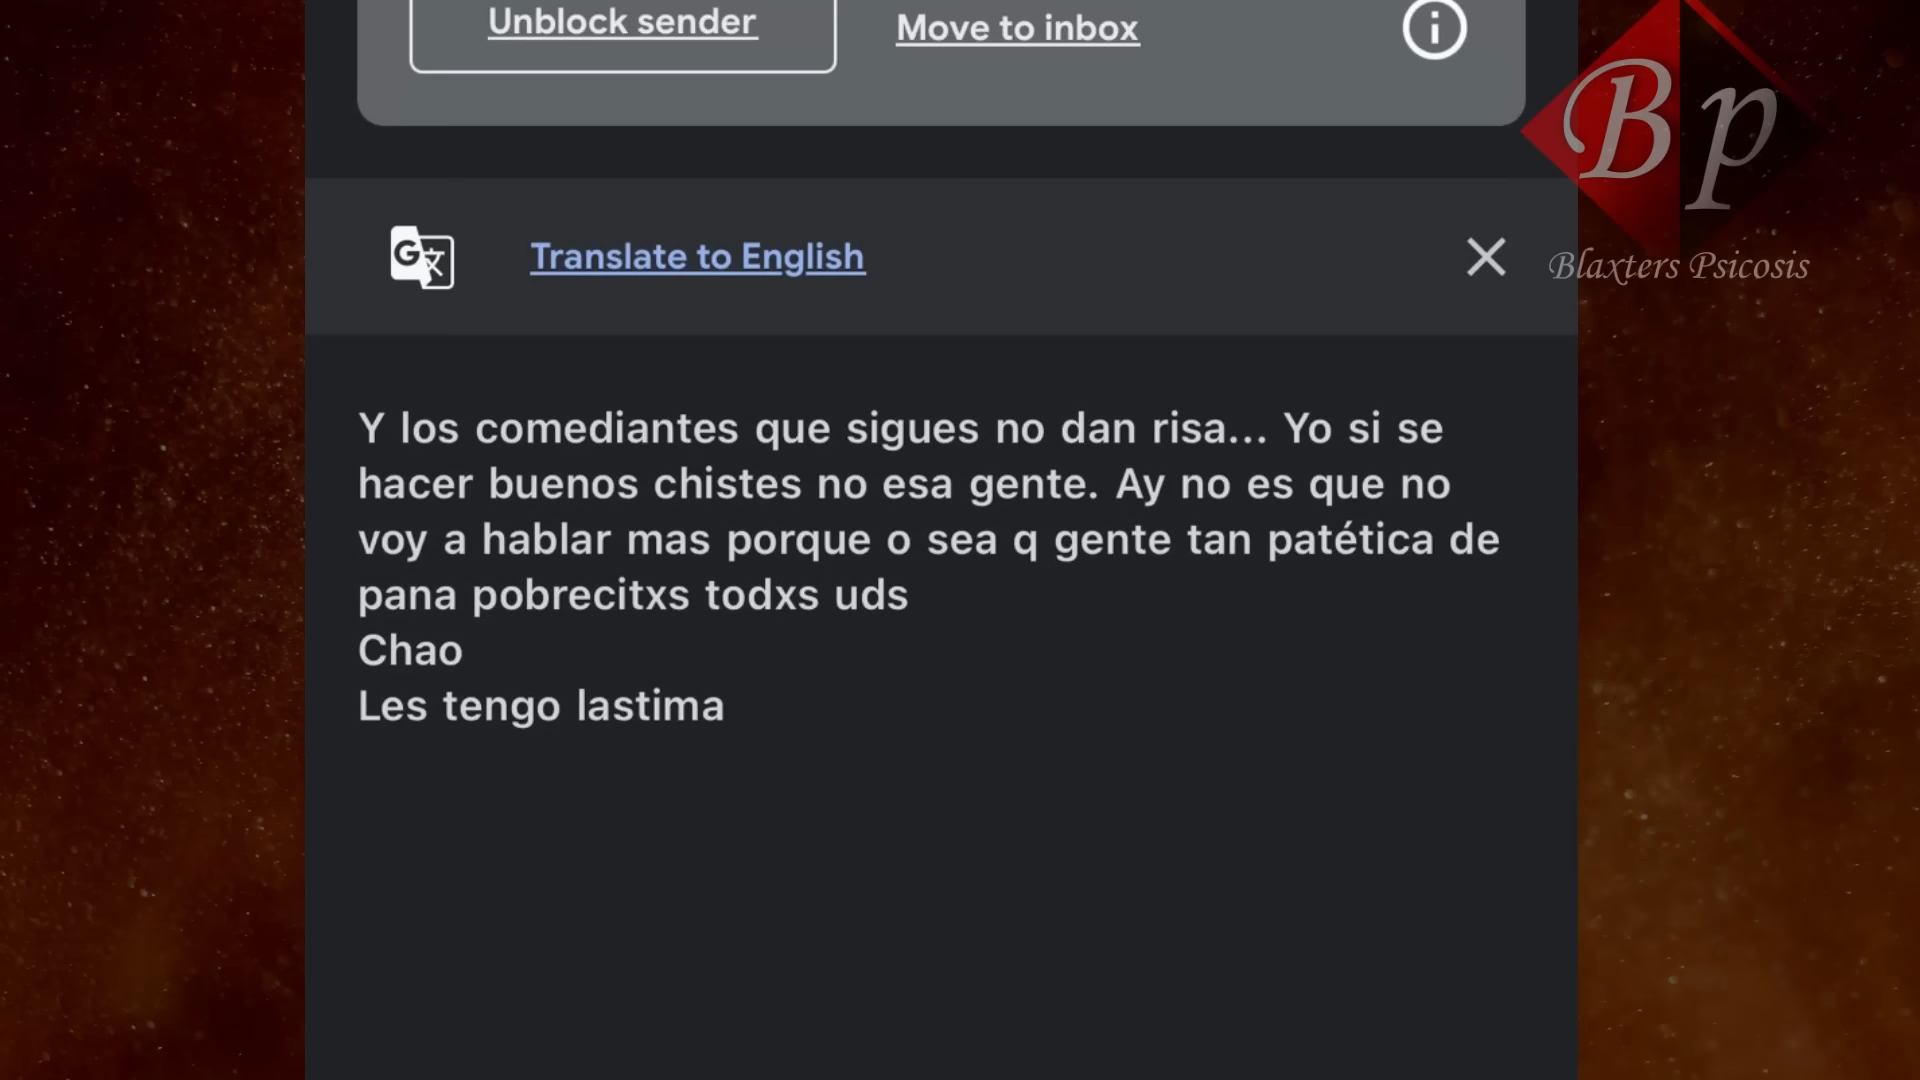 Unblock sender
Move to inbox
Bp
Translate to English
Blaxters Psicosis
Y los comediantes que sigues no dan risa... Yo si se
hacer buenos chistes no esa gente. Ay no es que no
voy a hablar mas porque o sea q gente tan patética de
pana pobrecitxs todxs uds
Chao
Les tengo lastima